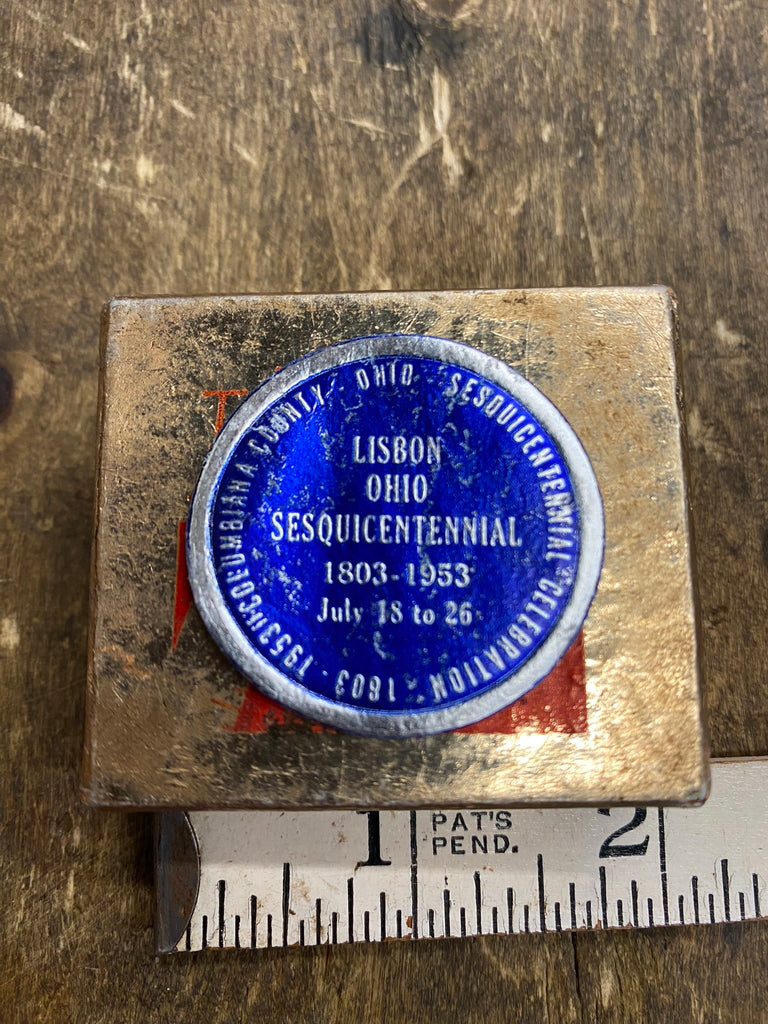 COLUMBIANA COUNTY - OHIO - SESQUICENTENNIAL CELEBRATION 1803 - 1953
LISBON
OHIO
SESQUICENTENNIAL
1803-1953
July 18 to 26
1
PAT'S
PEND.
2